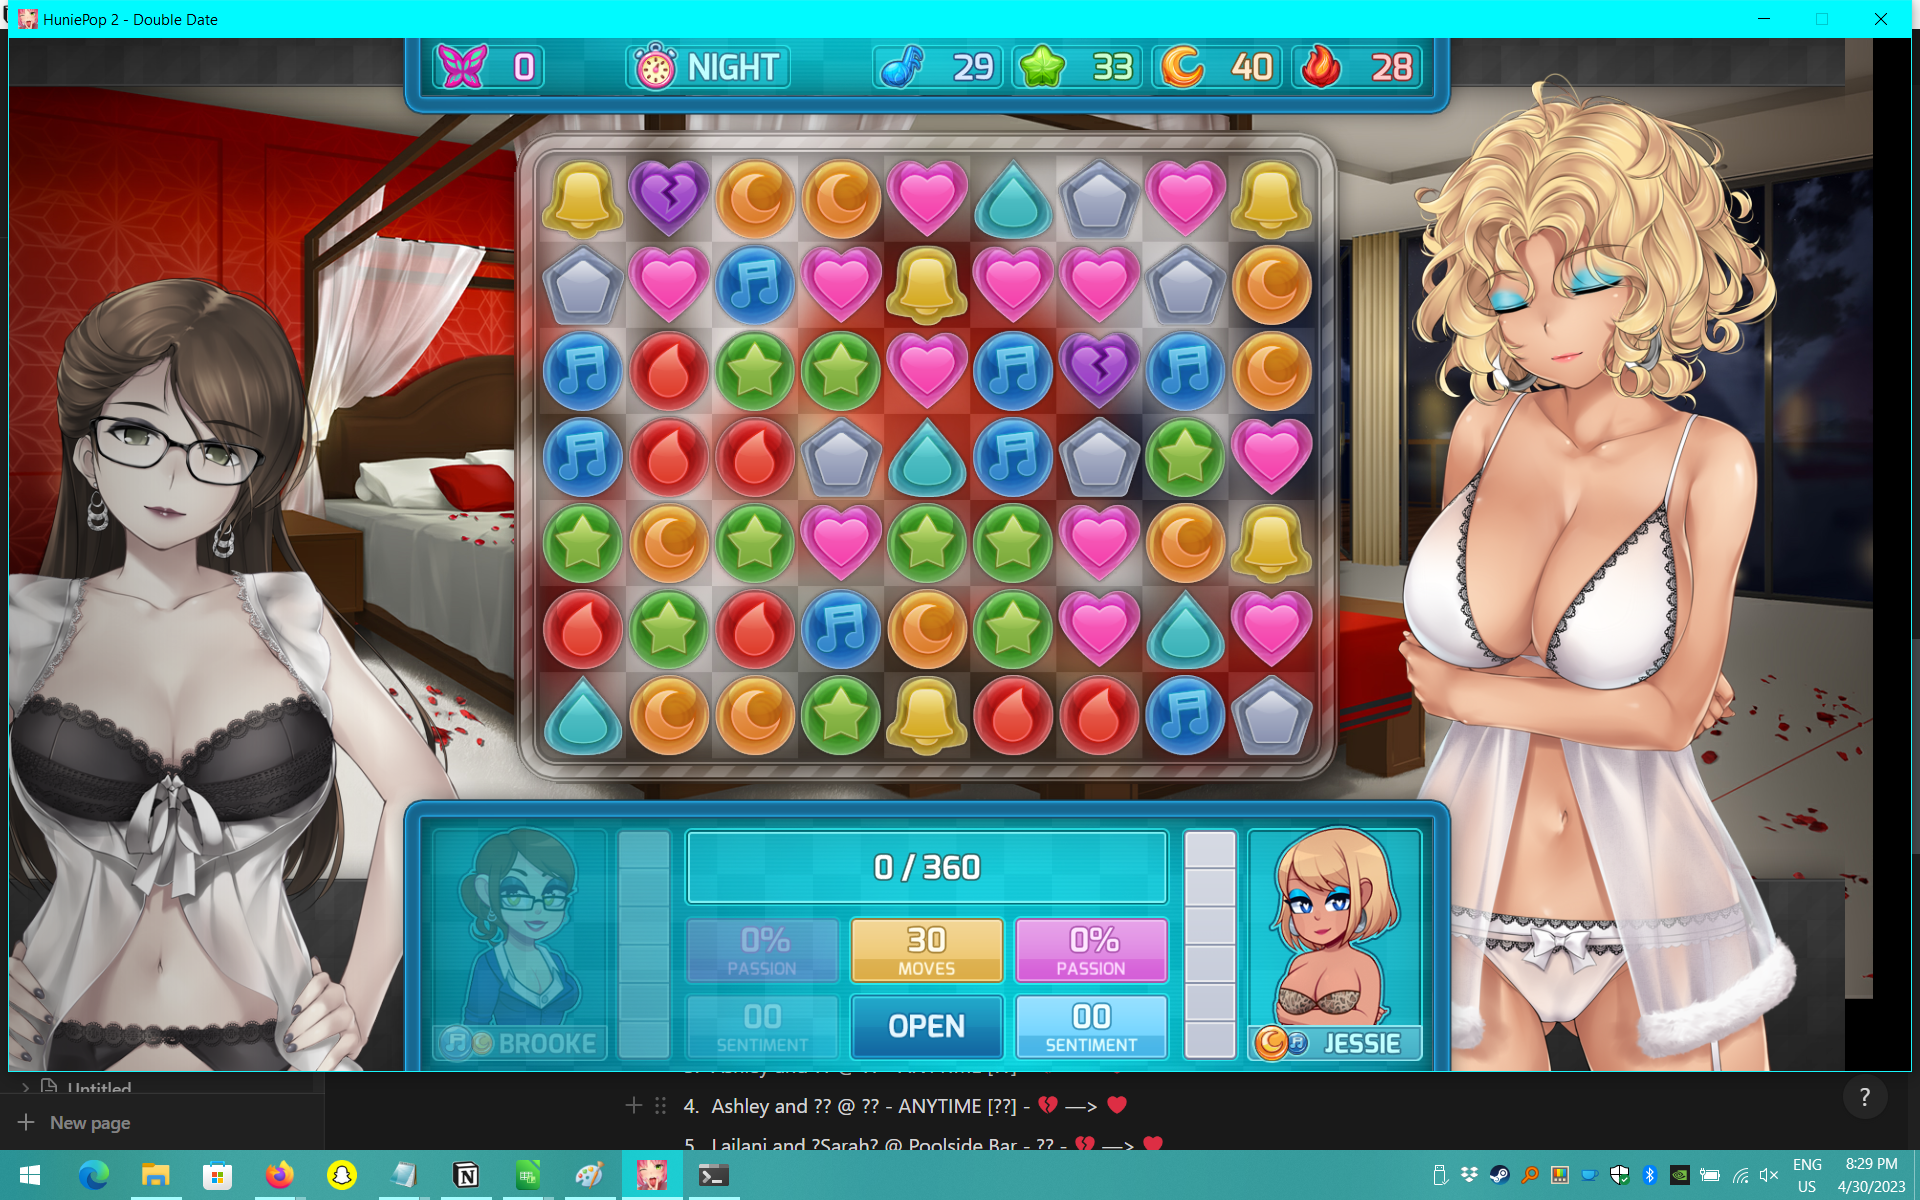 HuniePop 2 - Double Date
0
NIGHT
29
33
40
28
0 / 360
0%
PASSION
30
MOVES
0%
PASSION
00
SENTIMENT
OPEN
00
SENTIMENT
BROOKE
JESSIE
Untitled
New page
4. Ashley and ?? @ ?? - ANYTIME [??] - 💔 —> ❤
5. Lailani and ?Sarah? @ Poolside Bar - ?? - 💔 —> ❤
?
ENG
US
8:29 PM
4/30/2023